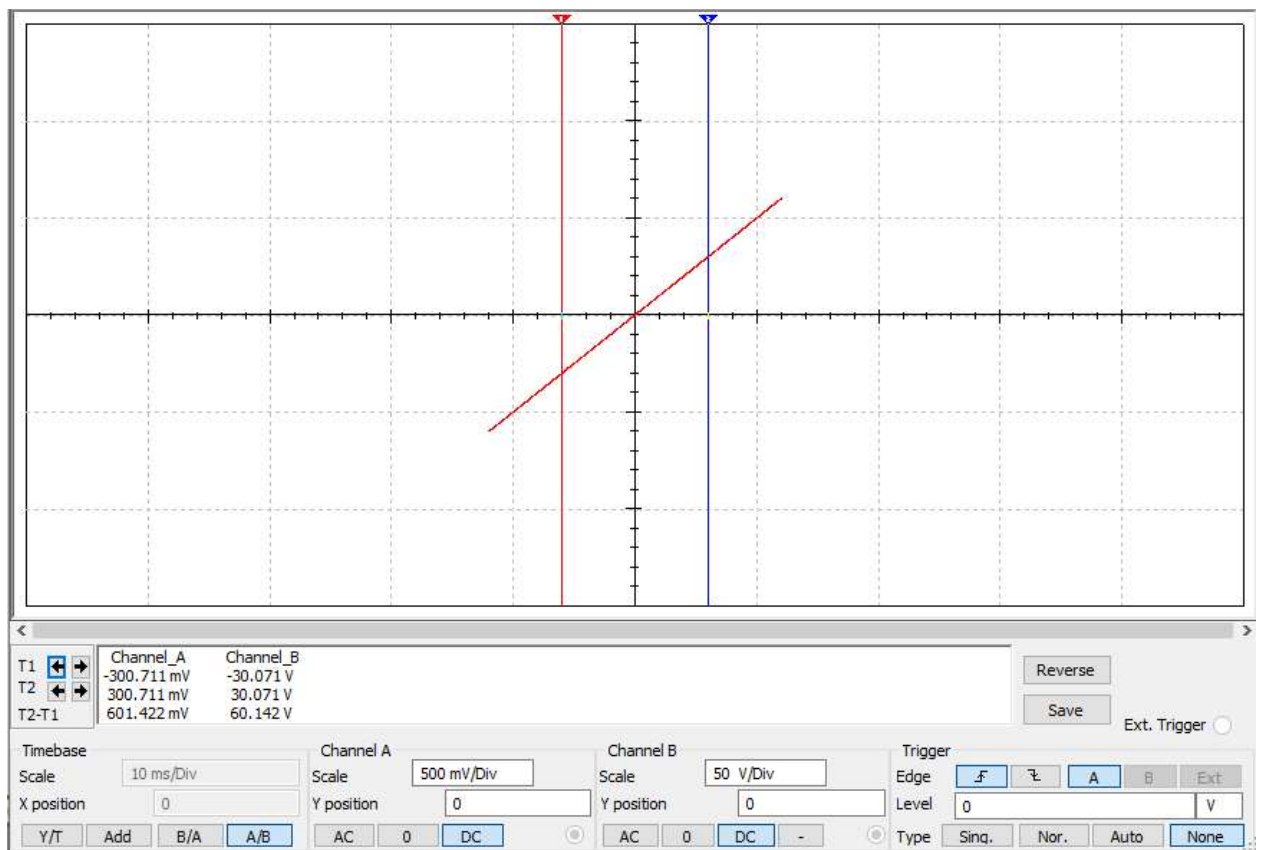 1 2
< >
T1 Channel_A Channel_B
-300.711 mV -30.071 V
T2 300.711 mV 30.071 V
T2-T1 601.422 mV 60.142 V
Reverse
Save
Ext. Trigger
Timebase
Scale 10 ms/Div
X position 0
Y/T Add B/A A/B
Channel A
Scale 500 mV/Div
Y position 0
AC 0 DC
Channel B
Scale 50 V/Div
Y position 0
AC 0 DC -
Trigger
Edge A B Ext
Level 0 V
Type Sing. Nor. Auto None